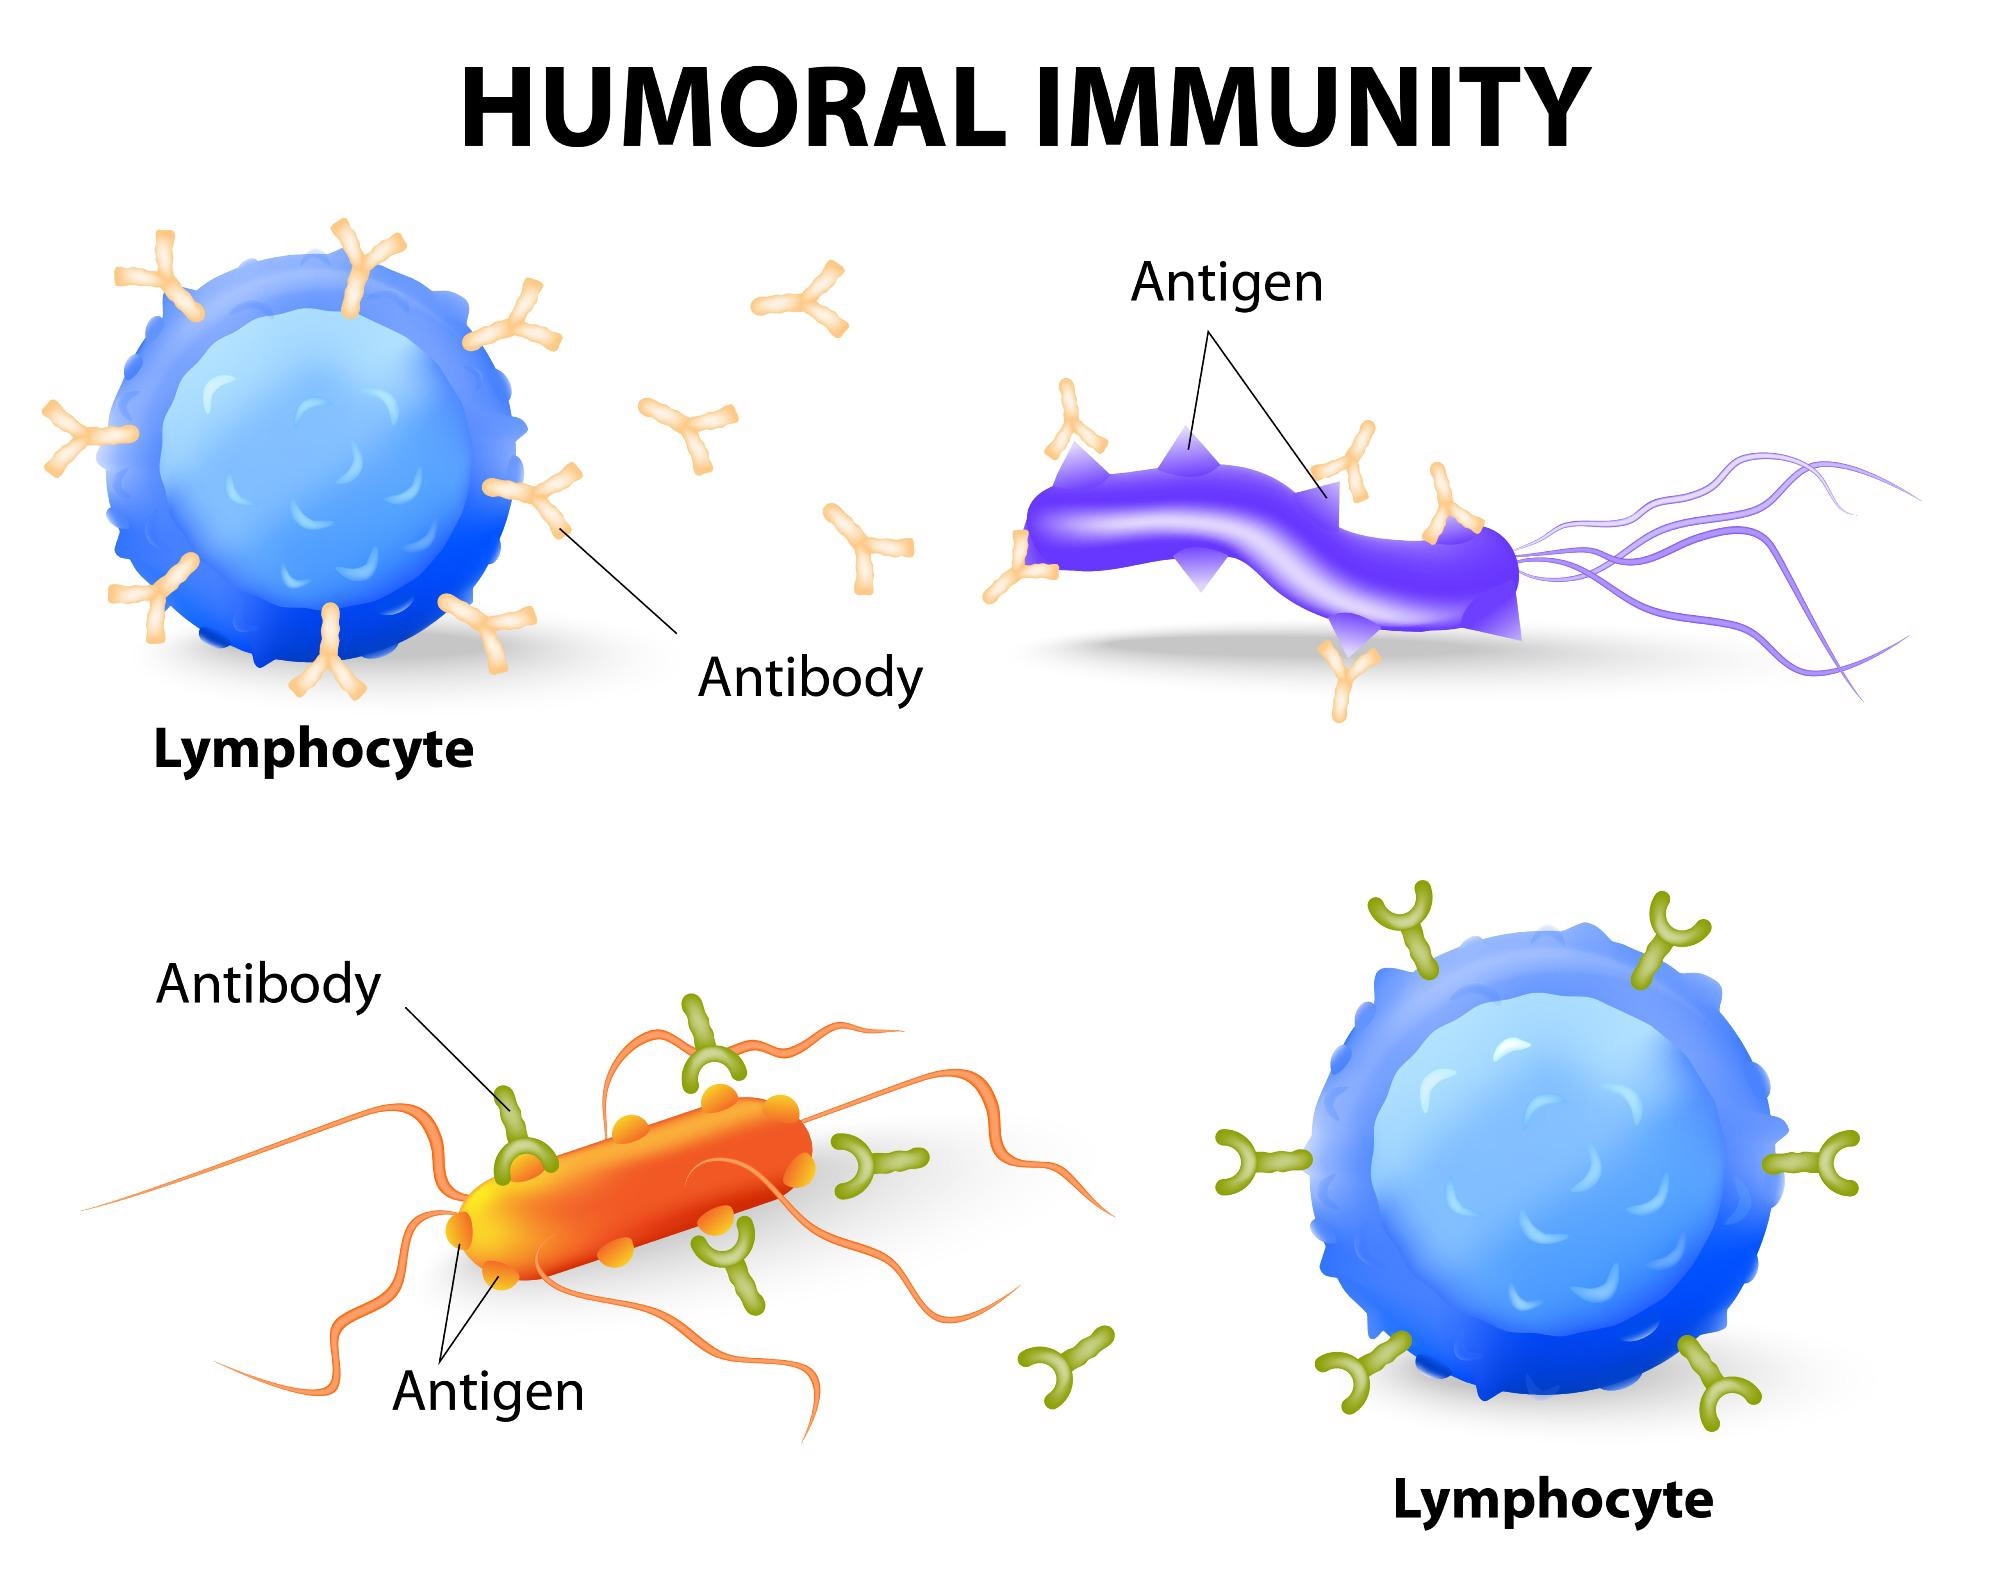 HUMORAL IMMUNITY
Antigen
Antibody
Lymphocyte
Antibody
Antigen
Lymphocyte